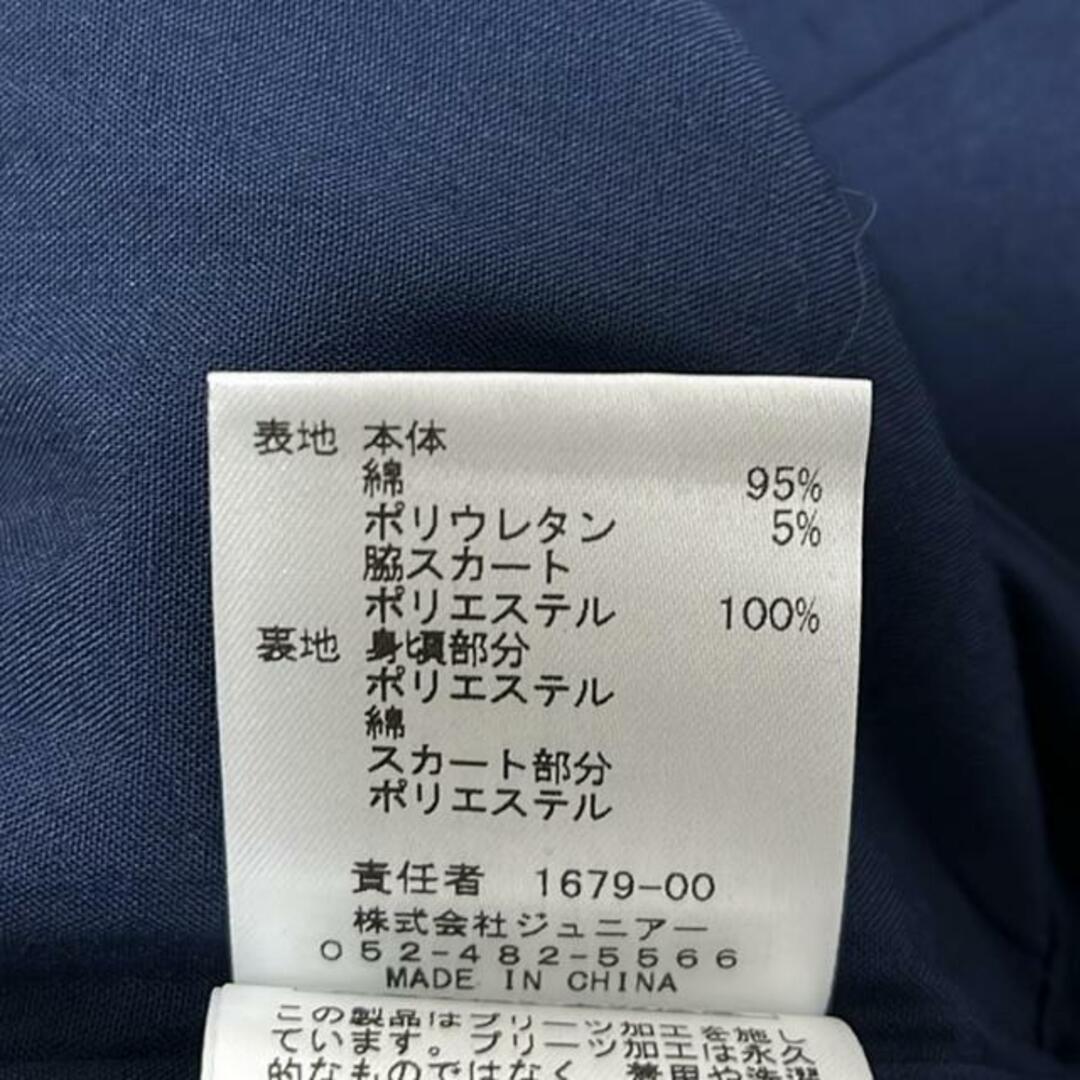 表地 本体
綿 95%
ポリウレタン 5%
脇スカート
ポリエステル 100%
裏地 身頃部分
ポリエステル
綿
スカート部分
ポリエステル
責任者 1679-00
株式会社ジュニアー
052-482-5566
MADE IN CHINA
この製品はプリーツ加工を施し
ています。プリーツ加工は永久
的なものではなく、着用や洗濯